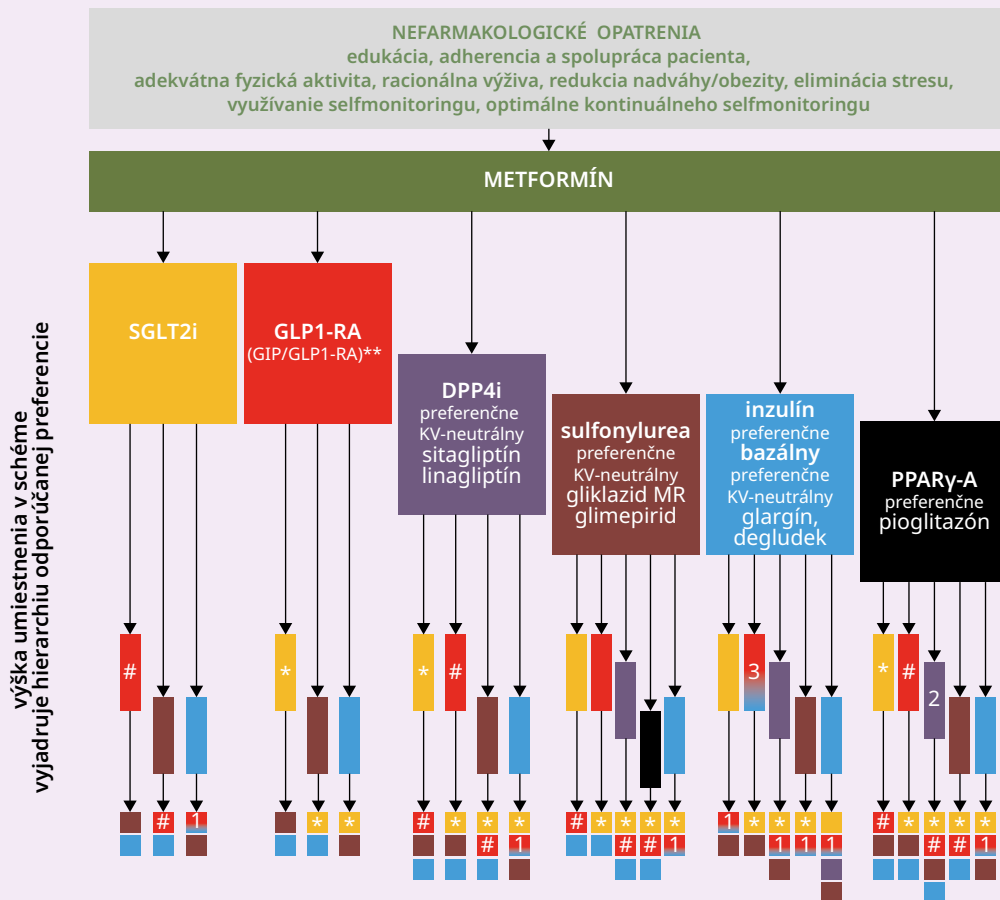 NEFARMAKOLOGICKÉ OPATRENIA
edukácia, adherencia a spolupráca pacienta,
adekvátna fyzická aktivita, racionálna výživa, redukcia nadváhy/obezity, eliminácia stresu,
využívanie selfmonitoringu, optimálne kontinuálneho selfmonitoringu
METFORMÍN
výška umiestnenia v schéme
vyjadruje hierarchiu odporúčanej preferencie
SGLT2i
GLP1-RA
(GIP/GLP1-RA)**
DPP4i
preferenčne
KV-neutrálny
sitagliptín
linagliptín
sulfonylurea
preferenčne
KV-neutrálny
gliklazid MR
glimepirid
inzulín
preferenčne
bazálny
preferenčne
KV-neutrálny
glargín,
degludek
PPARγ-A
preferenčne
pioglitazón
# * * # 3 * #
2
# 1 * * # * * * # * * * * 1 * * * # * * * *
# 1 # # 1 1 1 1 # # 1